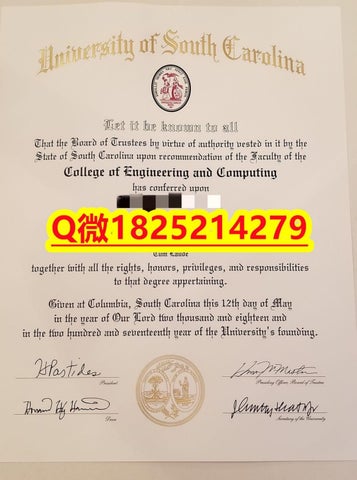 University of South Carolina
Let it be known to all
That the Board of Trustees by virtue of authority vested in it by the
State of South Carolina upon recommendation of the Faculty of the
College of Engineering and Computing
has conferred upon
Q微1825214279
Cum Laude
together with all the rights, honors, privileges, and responsibilities
to that degree appertaining.
Given at Columbia, South Carolina this 12th day of May
in the year of Our Lord two thousand and eighteen and
in the two hundred and seventeenth year of the University's founding.
President
Presiding Officer, Board of Trustees
Dean
Secretary of the University